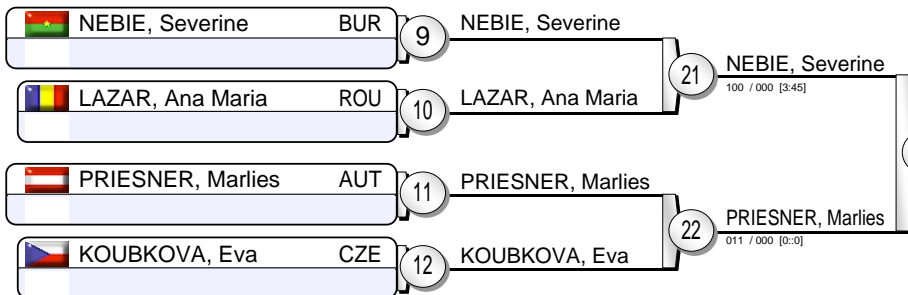 NEBIE, Severine BUR 9 NEBIE, Severine
21 NEBIE, Severine
100 / 000 [3:45]
LAZAR, Ana Maria ROU 10 LAZAR, Ana Maria
PRIESNER, Marlies AUT 11 PRIESNER, Marlies
22 PRIESNER, Marlies
011 / 000 [0::0]
KOUBKOVA, Eva CZE 12 KOUBKOVA, Eva